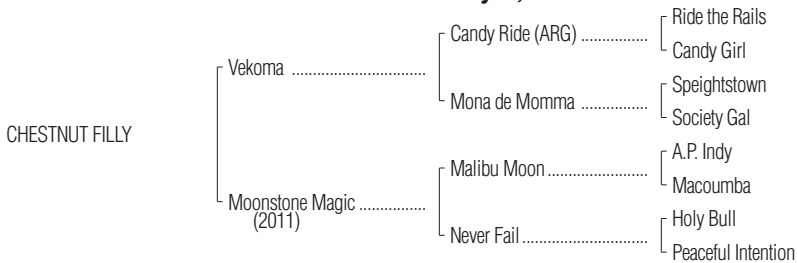 Ride the Rails
Candy Ride (ARG) ................
Candy Girl
Vekoma ................................
Speightstown
Mona de Momma ................
Society Gal
CHESTNUT FILLY
A.P. Indy
Malibu Moon ........................
Macoumba
Moonstone Magic ................
(2011)
Holy Bull
Never Fail ..............................
Peaceful Intention